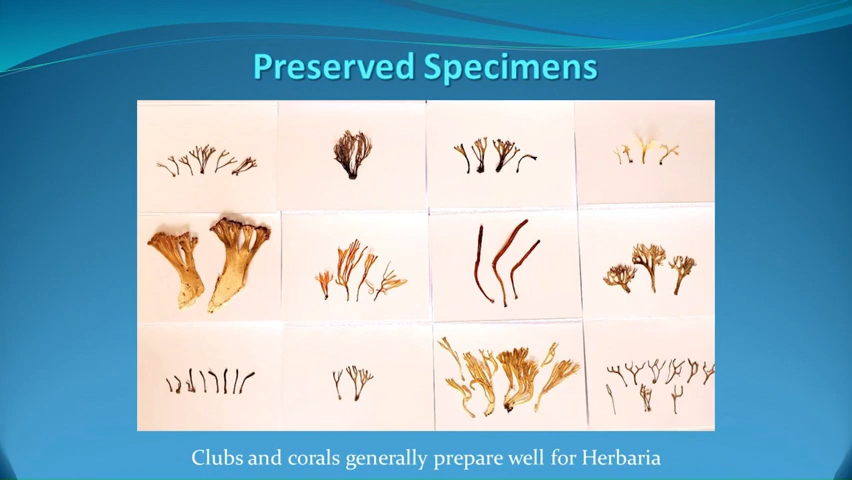 Preserved Specimens
Clubs and corals generally prepare well for Herbaria